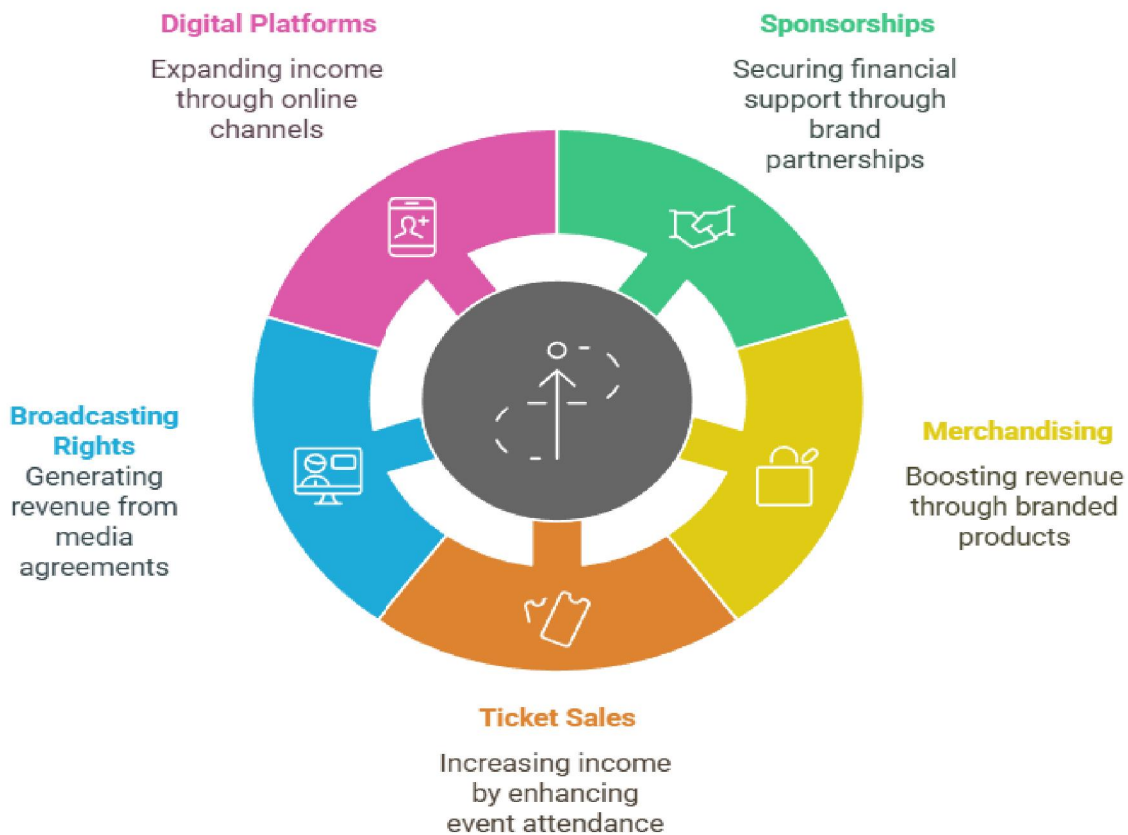 Digital Platforms
Expanding income
through online
channels
Sponsorships
Securing financial
support through
brand
partnerships
Broadcasting
Rights
Generating
revenue from
media
agreements
Merchandising
Boosting revenue
through branded
products
Ticket Sales
Increasing income
by enhancing
event attendance